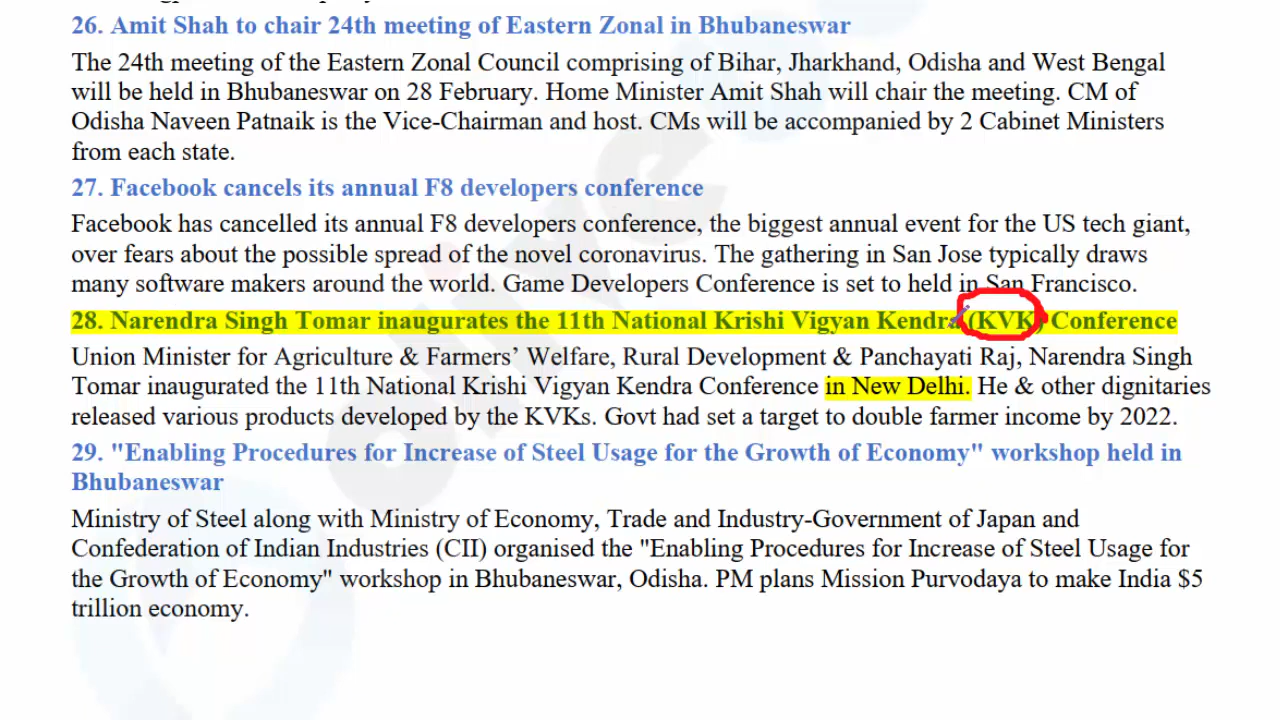 26. Amit Shah to chair 24th meeting of Eastern Zonal in Bhubaneswar
The 24th meeting of the Eastern Zonal Council comprising of Bihar, Jharkhand, Odisha and West Bengal
will be held in Bhubaneswar on 28 February. Home Minister Amit Shah will chair the meeting. CM of
Odisha Naveen Patnaik is the Vice-Chairman and host. CMs will be accompanied by 2 Cabinet Ministers
from each state.
27. Facebook cancels its annual F8 developers conference
Facebook has cancelled its annual F8 developers conference, the biggest annual event for the US tech giant,
over fears about the possible spread of the novel coronavirus. The gathering in San Jose typically draws
many software makers around the world. Game Developers Conference is set to held in San Francisco.
28. Narendra Singh Tomar inaugurates the 11th National Krishi Vigyan Kendra (KVK) Conference
Union Minister for Agriculture & Farmers’ Welfare, Rural Development & Panchayati Raj, Narendra Singh
Tomar inaugurated the 11th National Krishi Vigyan Kendra Conference in New Delhi. He & other dignitaries
released various products developed by the KVKs. Govt had set a target to double farmer income by 2022.
29. "Enabling Procedures for Increase of Steel Usage for the Growth of Economy" workshop held in
Bhubaneswar
Ministry of Steel along with Ministry of Economy, Trade and Industry-Government of Japan and
Confederation of Indian Industries (CII) organised the "Enabling Procedures for Increase of Steel Usage for
the Growth of Economy" workshop in Bhubaneswar, Odisha. PM plans Mission Purvodaya to make India $5
trillion economy.